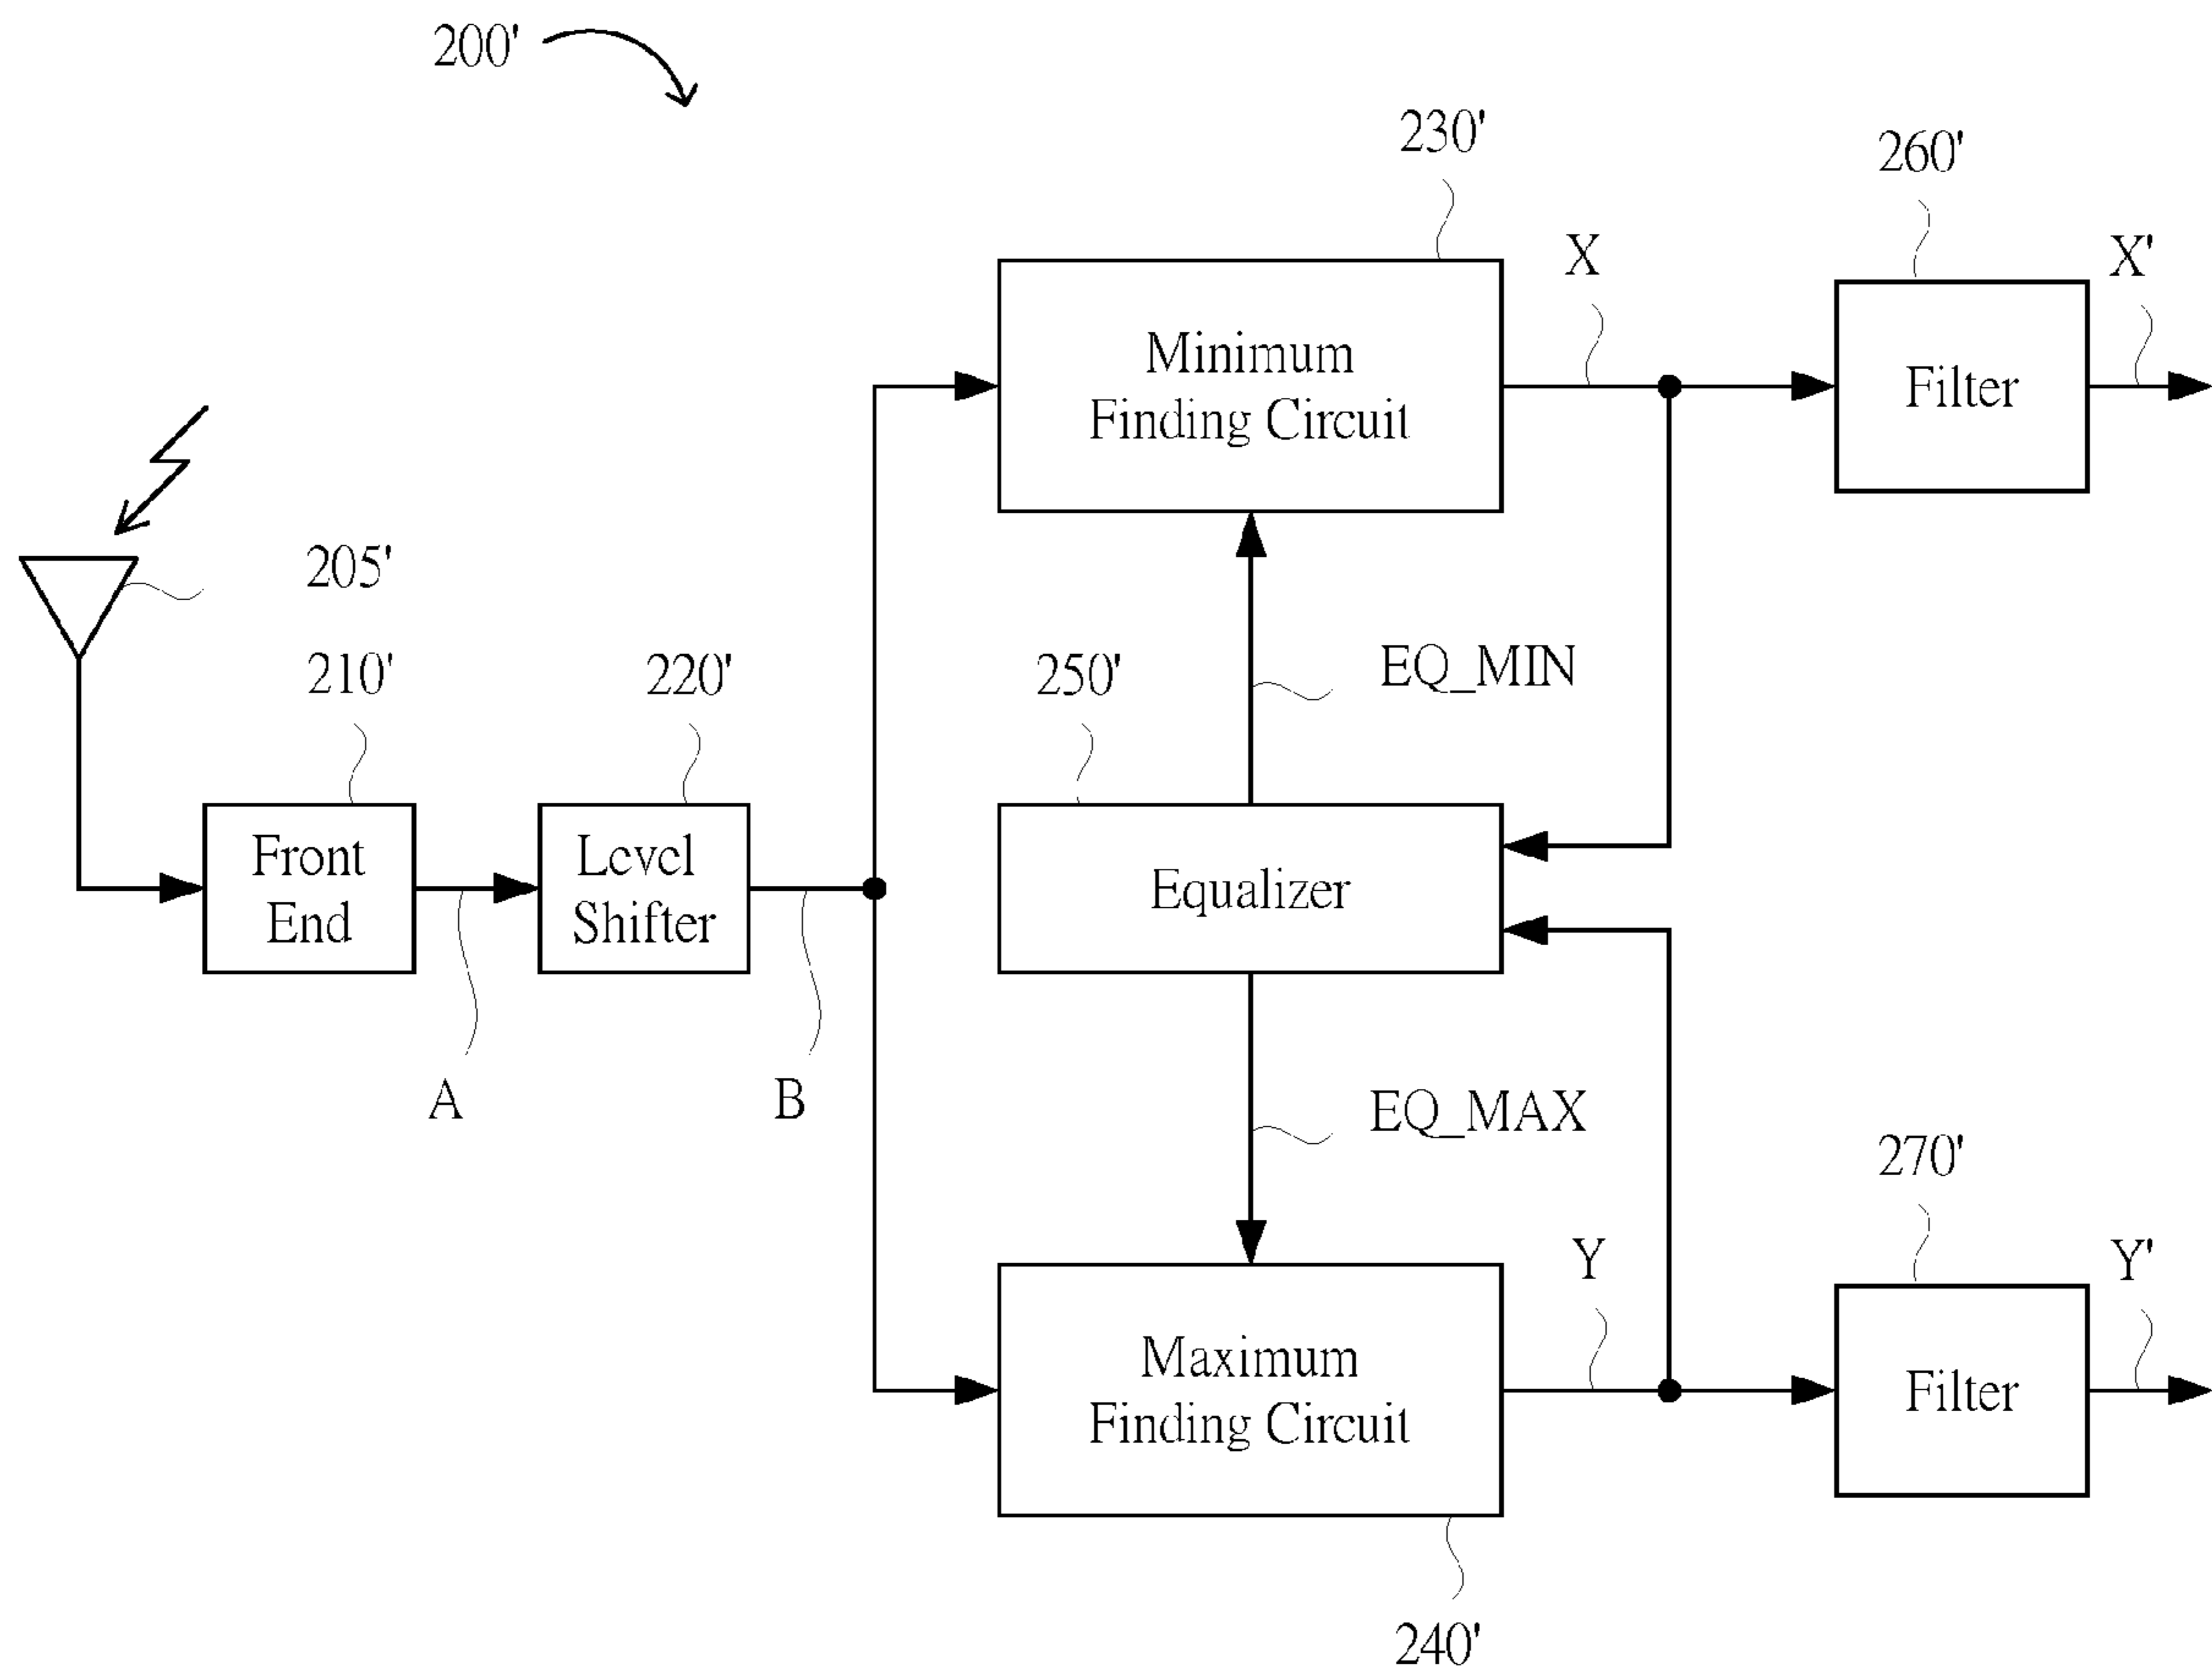 200'
230'
260'
X
X'
Minimum
Finding Circuit
Filter
205'
210'
220'
250'
EQ_MIN
Front
End
Level
Shifter
Equalizer
A
B
EQ_MAX
270'
Y
Y'
Maximum
Finding Circuit
Filter
240'